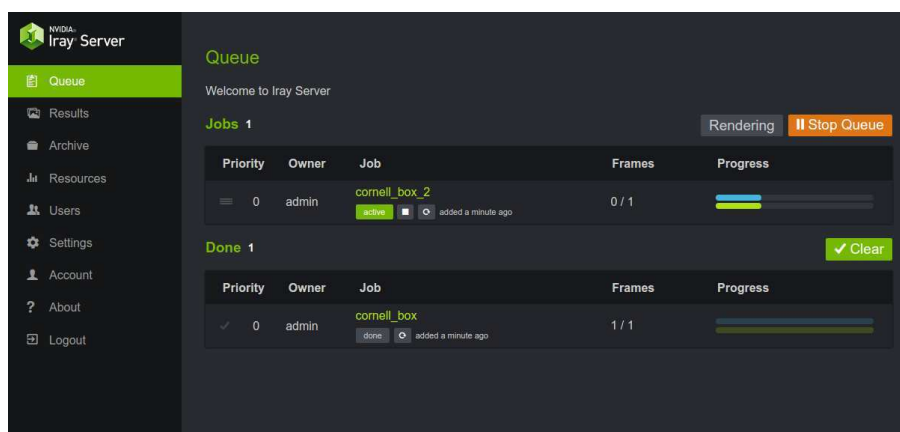 NVIDIA.
Iray® Server
Queue
Results
Archive
Resources
Users
Settings
Account
? About
Logout
Queue
Welcome to Iray Server
Jobs 1
Rendering
Stop Queue
Priority Owner Job Frames Progress
0 admin cornell_box_2 0 / 1
active added a minute ago
Done 1
Clear
Priority Owner Job Frames Progress
0 admin cornell_box 1 / 1
done added a minute ago